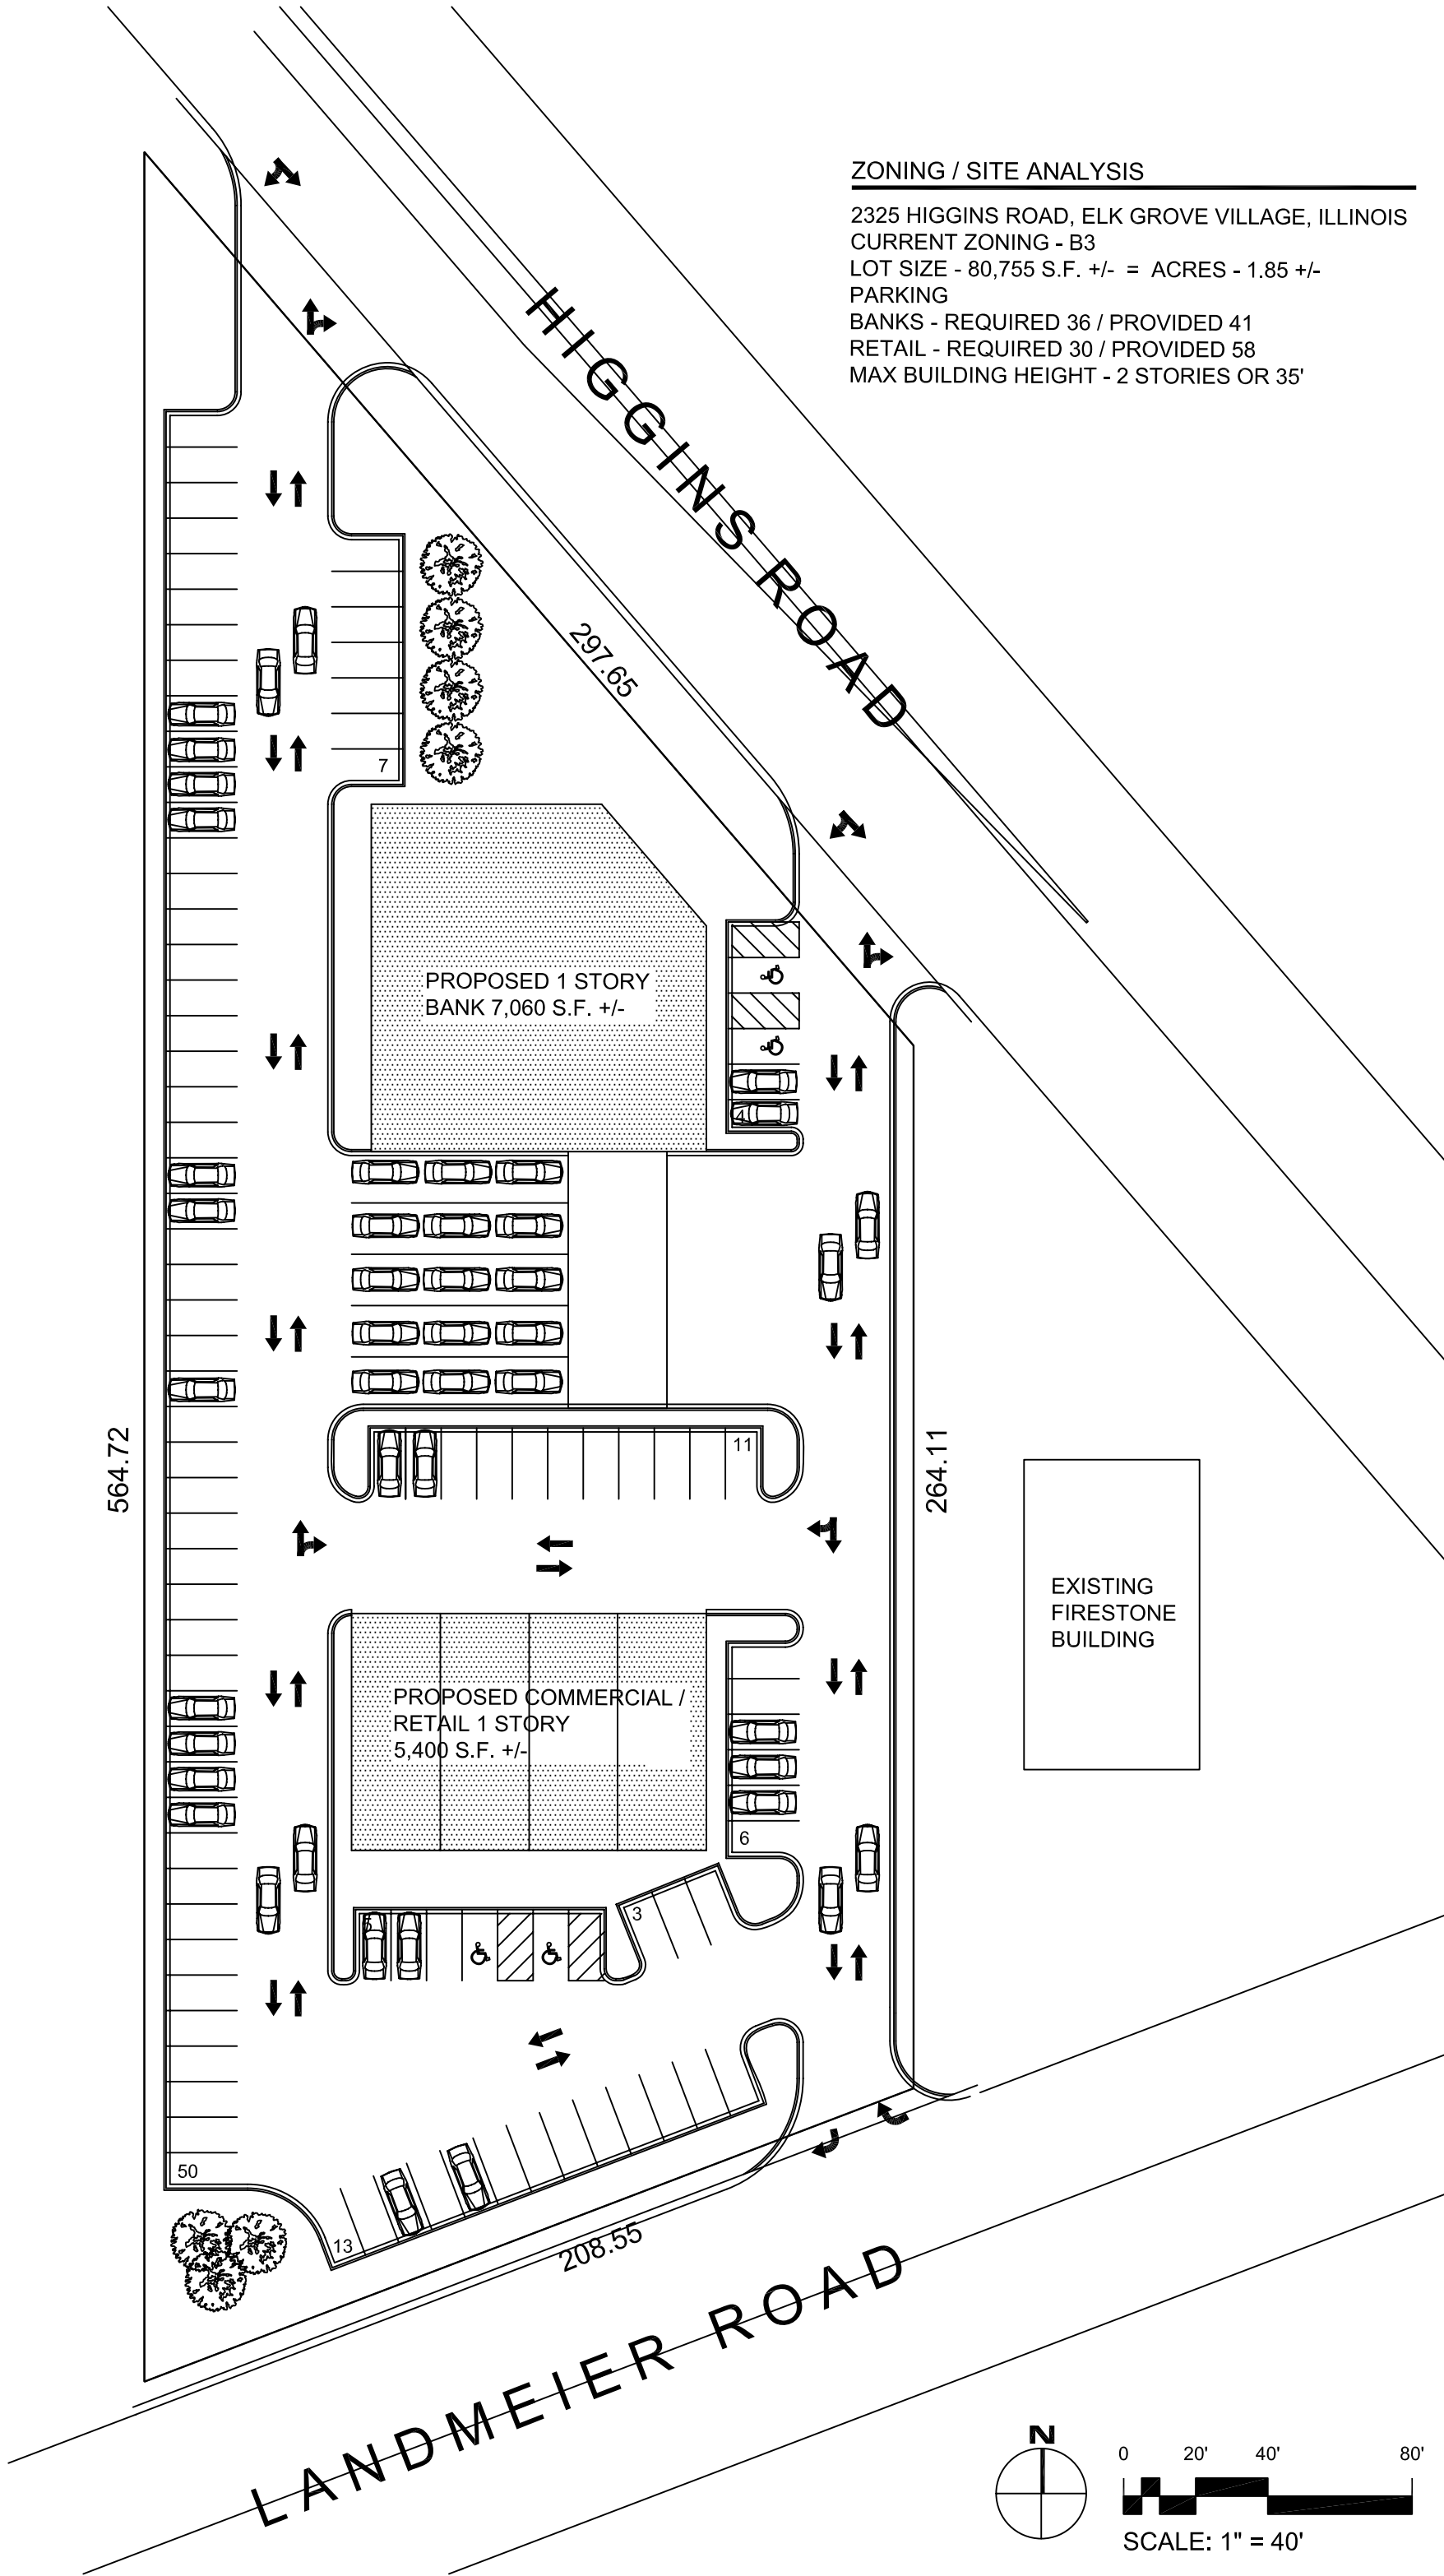 ZONING / SITE ANALYSIS
2325 HIGGINS ROAD, ELK GROVE VILLAGE, ILLINOIS
CURRENT ZONING - B3
LOT SIZE - 80,755 S.F. +/- = ACRES - 1.85 +/-
PARKING
BANKS - REQUIRED 36 / PROVIDED 41
RETAIL - REQUIRED 30 / PROVIDED 58
MAX BUILDING HEIGHT - 2 STORIES OR 35'
HIGGINS ROAD
297.65
7
PROPOSED 1 STORY
BANK 7,060 S.F. +/-
4
564.72
11
264.11
EXISTING
FIRESTONE
BUILDING
PROPOSED COMMERCIAL /
RETAIL 1 STORY
5,400 S.F. +/-
6
5
3
50
13
208.55
LANDMEIER ROAD
N
0 20' 40' 80'
SCALE: 1" = 40'